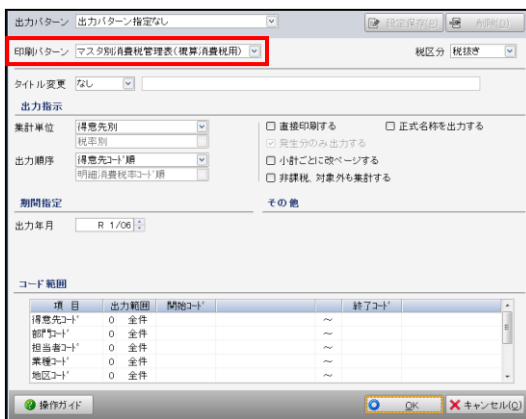 出力パターン 出力パターン指定なし 設定保存(P) 削除(D)
印刷パターン マスタ別消費税管理表(概算消費税用) 税区分 税抜き
タイトル変更 なし
出力指示
集計単位 得意先別 直接印刷する 正式名称を出力する
税率別 発生分のみ出力する
出力順序 得意先コード順 小計ごとに改ページする
明細消費税率コード順 非課税、対象外も集計する
期間指定 その他
出力年月 R 1/06
コード範囲
項 目 出力範囲 開始コード 終了コード
得意先コード 0 全件 ~
部門コード 0 全件 ~
担当者コード 0 全件 ~
業種コード 0 全件 ~
地区コード 0 全件 ~
操作ガイド OK キャンセル(C)